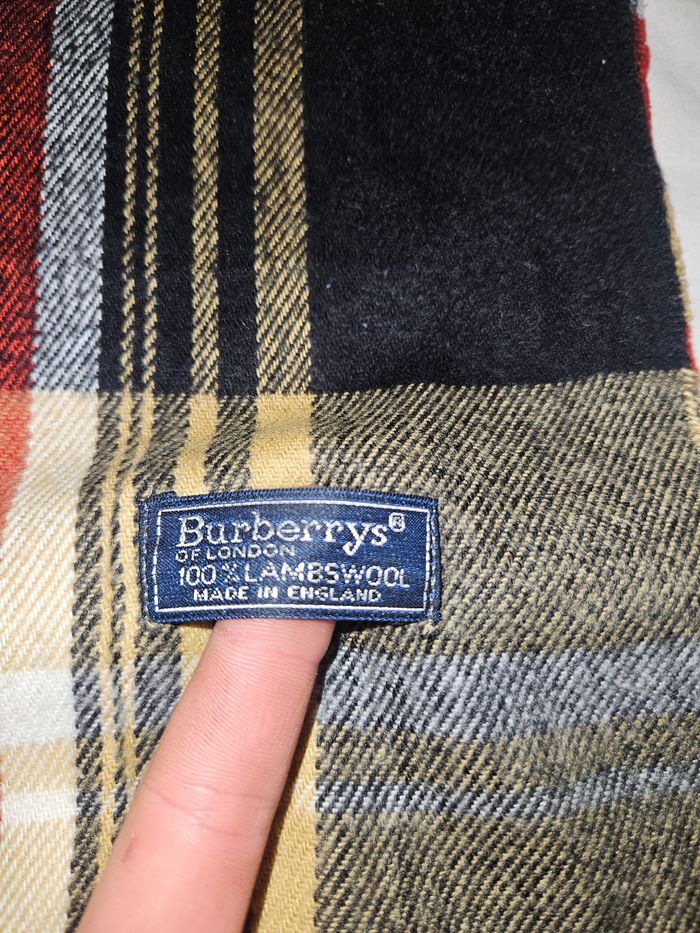 Burberrys®
OF LONDON
100% LAMBSWOOL
MADE IN ENGLAND